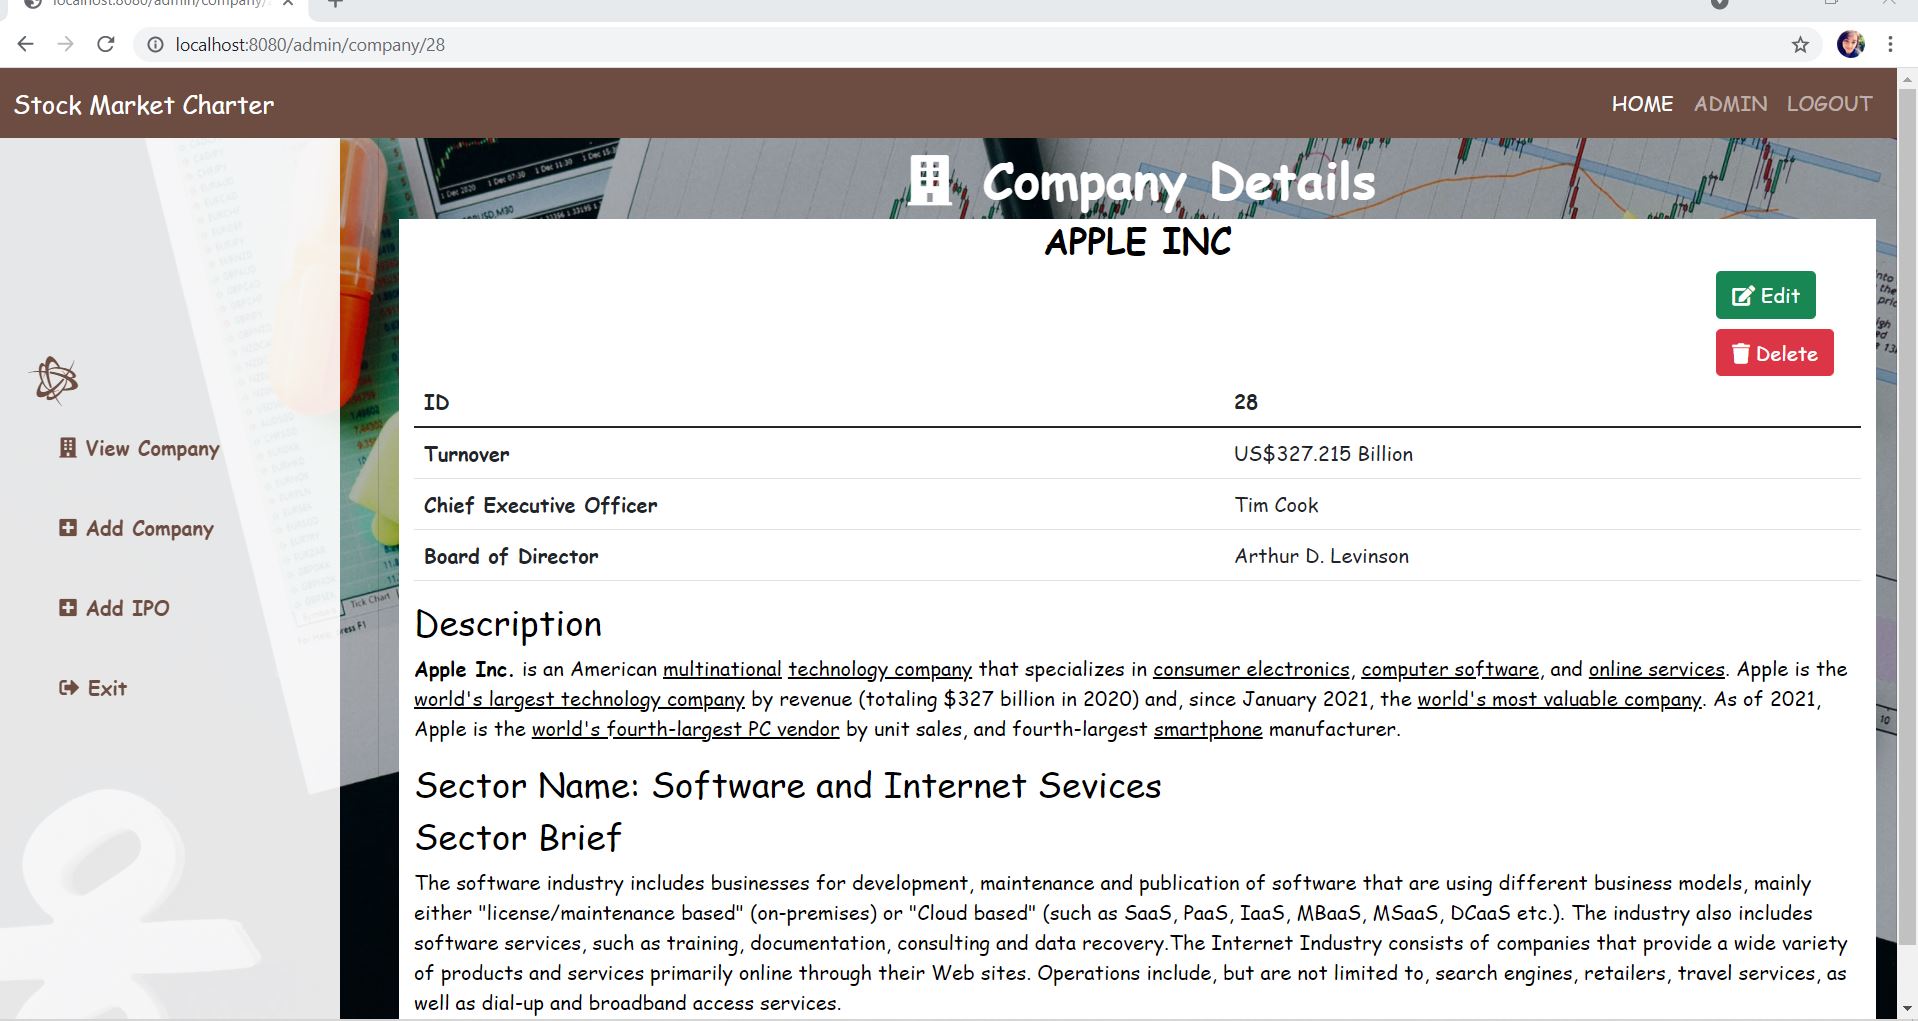 localhost:8080/admin/company/28
Stock Market Charter
HOME ADMIN LOGOUT
Company Details
APPLE INC
Edit
Delete
View Company
Add Company
Add IPO
Exit
ID 28
Turnover US$327.215 Billion
Chief Executive Officer Tim Cook
Board of Director Arthur D. Levinson
Description
Apple Inc. is an American multinational technology company that specializes in consumer electronics, computer software, and online services. Apple is the
world's largest technology company by revenue (totaling $327 billion in 2020) and, since January 2021, the world's most valuable company. As of 2021,
Apple is the world's fourth-largest PC vendor by unit sales, and fourth-largest smartphone manufacturer.
Sector Name: Software and Internet Sevices
Sector Brief
The software industry includes businesses for development, maintenance and publication of software that are using different business models, mainly
either "license/maintenance based" (on-premises) or "Cloud based" (such as SaaS, PaaS, IaaS, MBaaS, MSaaS, DCaaS etc.). The industry also includes
software services, such as training, documentation, consulting and data recovery.The Internet Industry consists of companies that provide a wide variety
of products and services primarily online through their Web sites. Operations include, but are not limited to, search engines, retailers, travel services, as
well as dial-up and broadband access services.